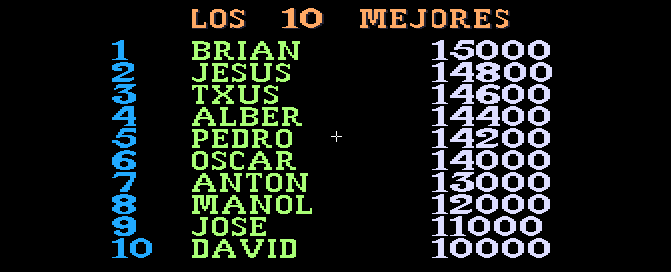 LOS 10 MEJORES
1 BRIAN 15000
2 JESUS 14800
3 TXUS 14600
4 ALBER 14400
5 PEDRO 14200
6 OSCAR 14000
7 ANTON 13000
8 MANOL 12000
9 JOSE 11000
10 DAVID 10000